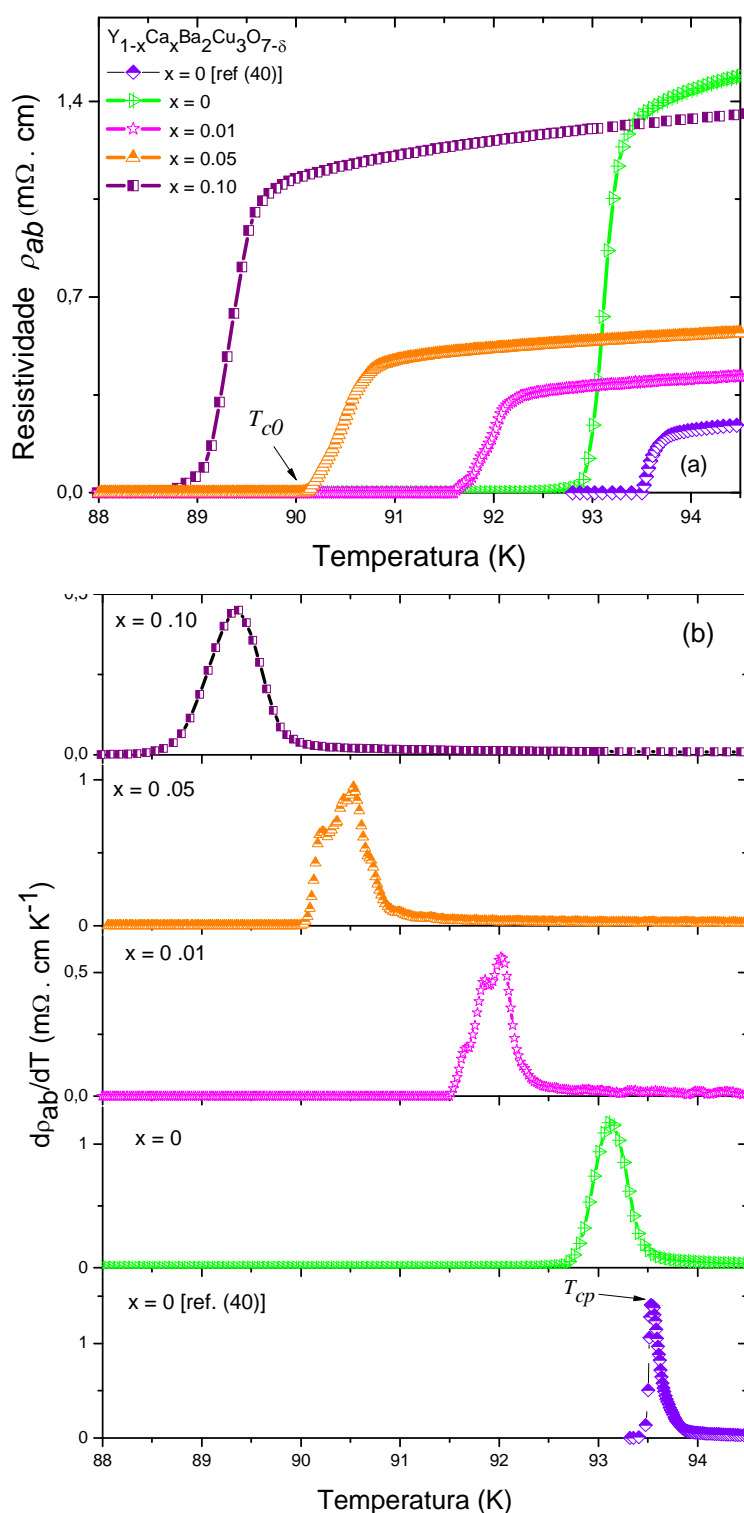 Y1-xCaxBa2Cu3O7-δ
x = 0 [ref (40)]
x = 0
x = 0.01
x = 0.05
x = 0.10
Resistividade ρab (mΩ . cm)
1,4
0,7
0,0
Tc0
(a)
88 89 90 91 92 93 94
Temperatura (K)
x = 0 .10
(b)
0,0
x = 0 .05
1
0
x = 0 .01
0,5
0,0
dρab/dT (mΩ . cm K⁻¹)
x = 0
1
0
x = 0 [ref. (40)]
Tcp
1
0
88 89 90 91 92 93 94
Temperatura (K)